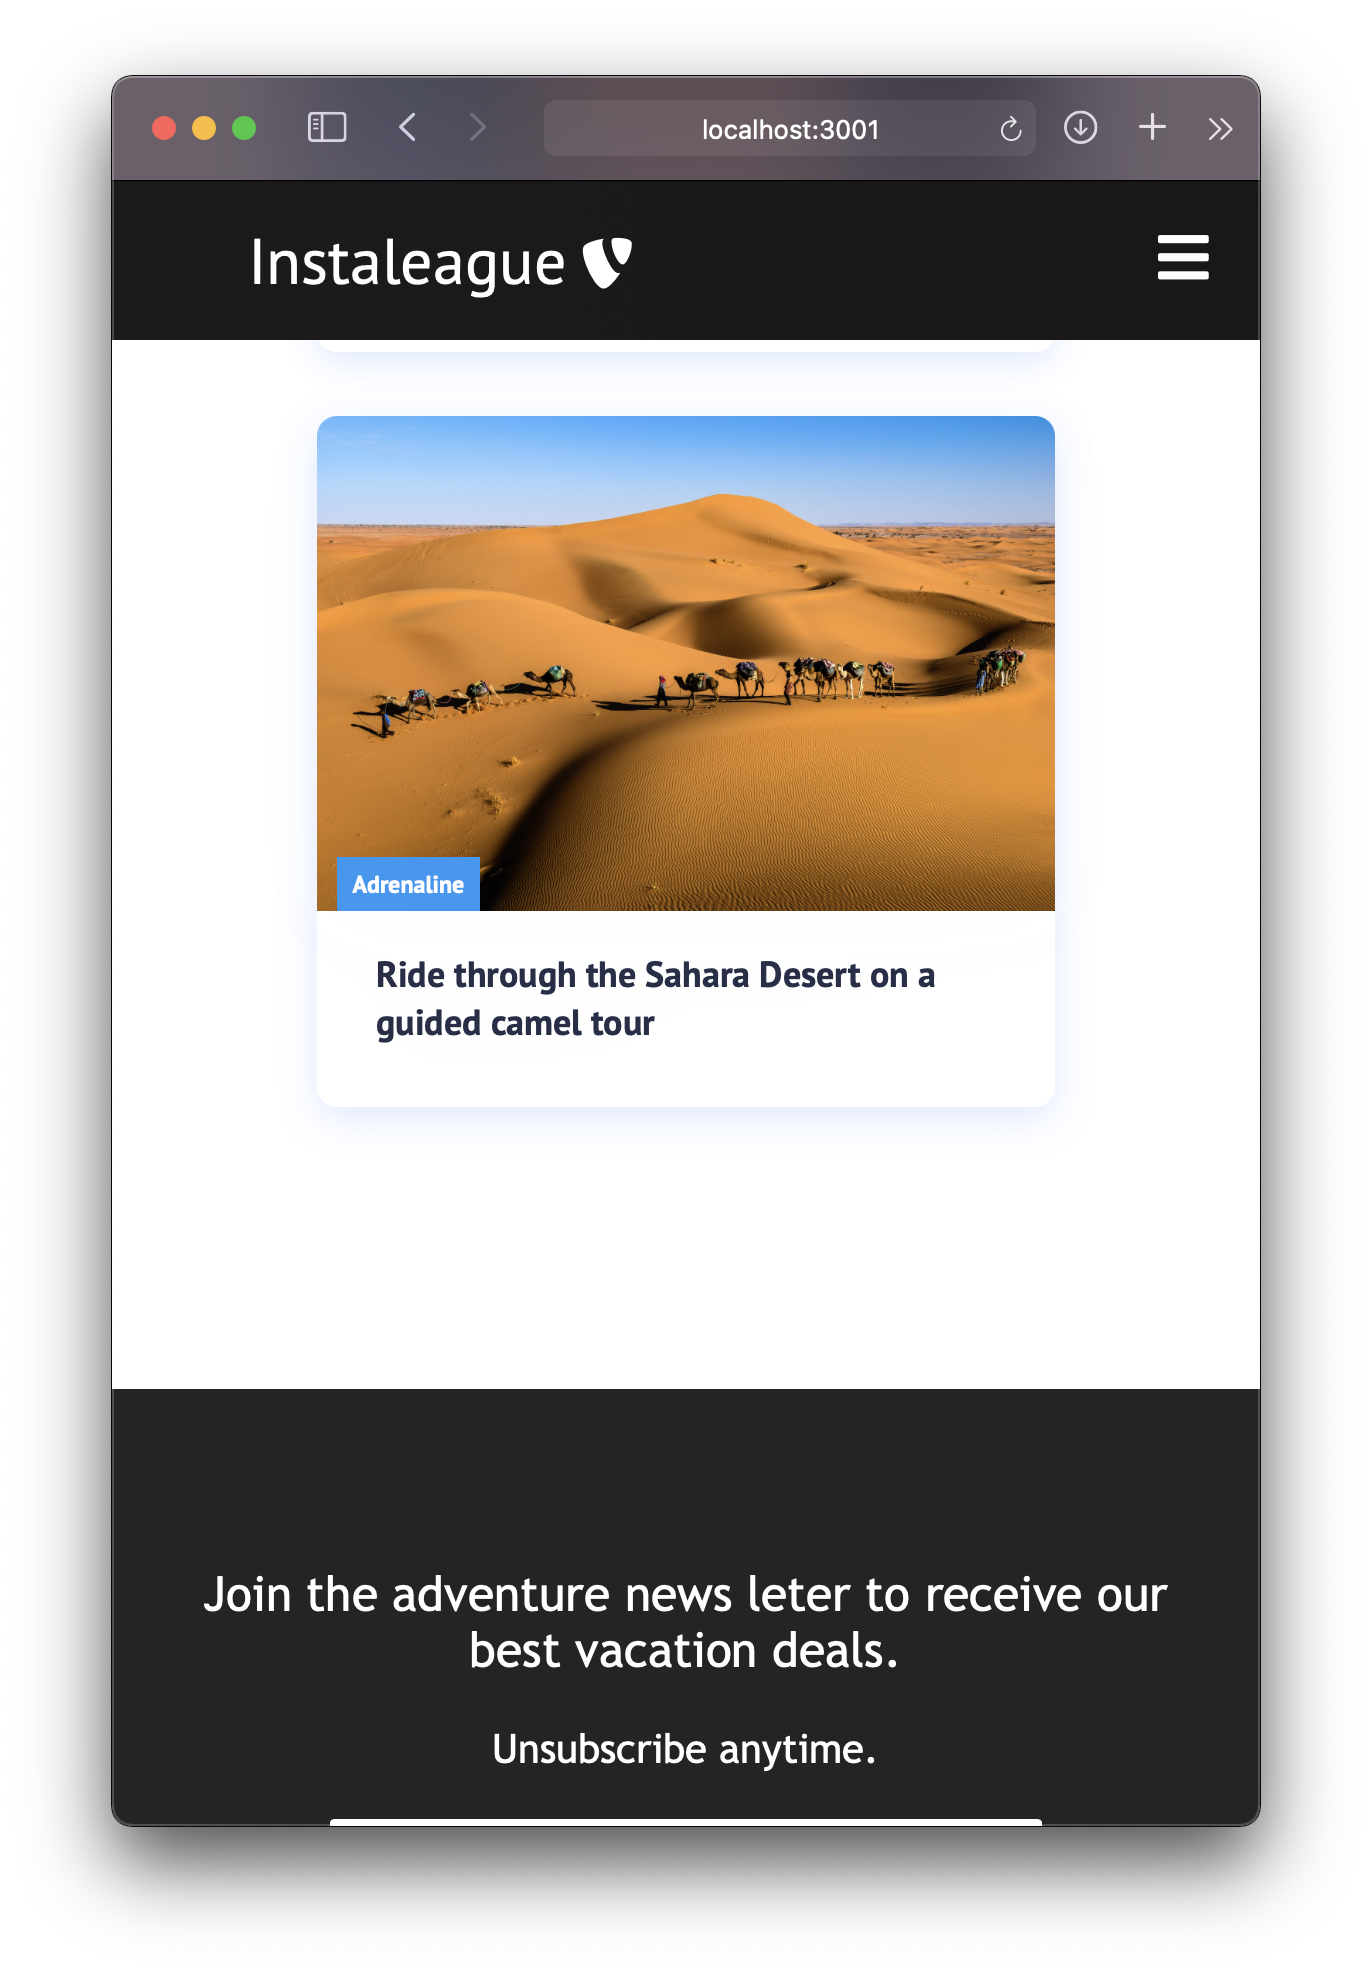 localhost:3001
Instaleague
Adrenaline
Ride through the Sahara Desert on a
guided camel tour
Join the adventure news leter to receive our
best vacation deals.
Unsubscribe anytime.